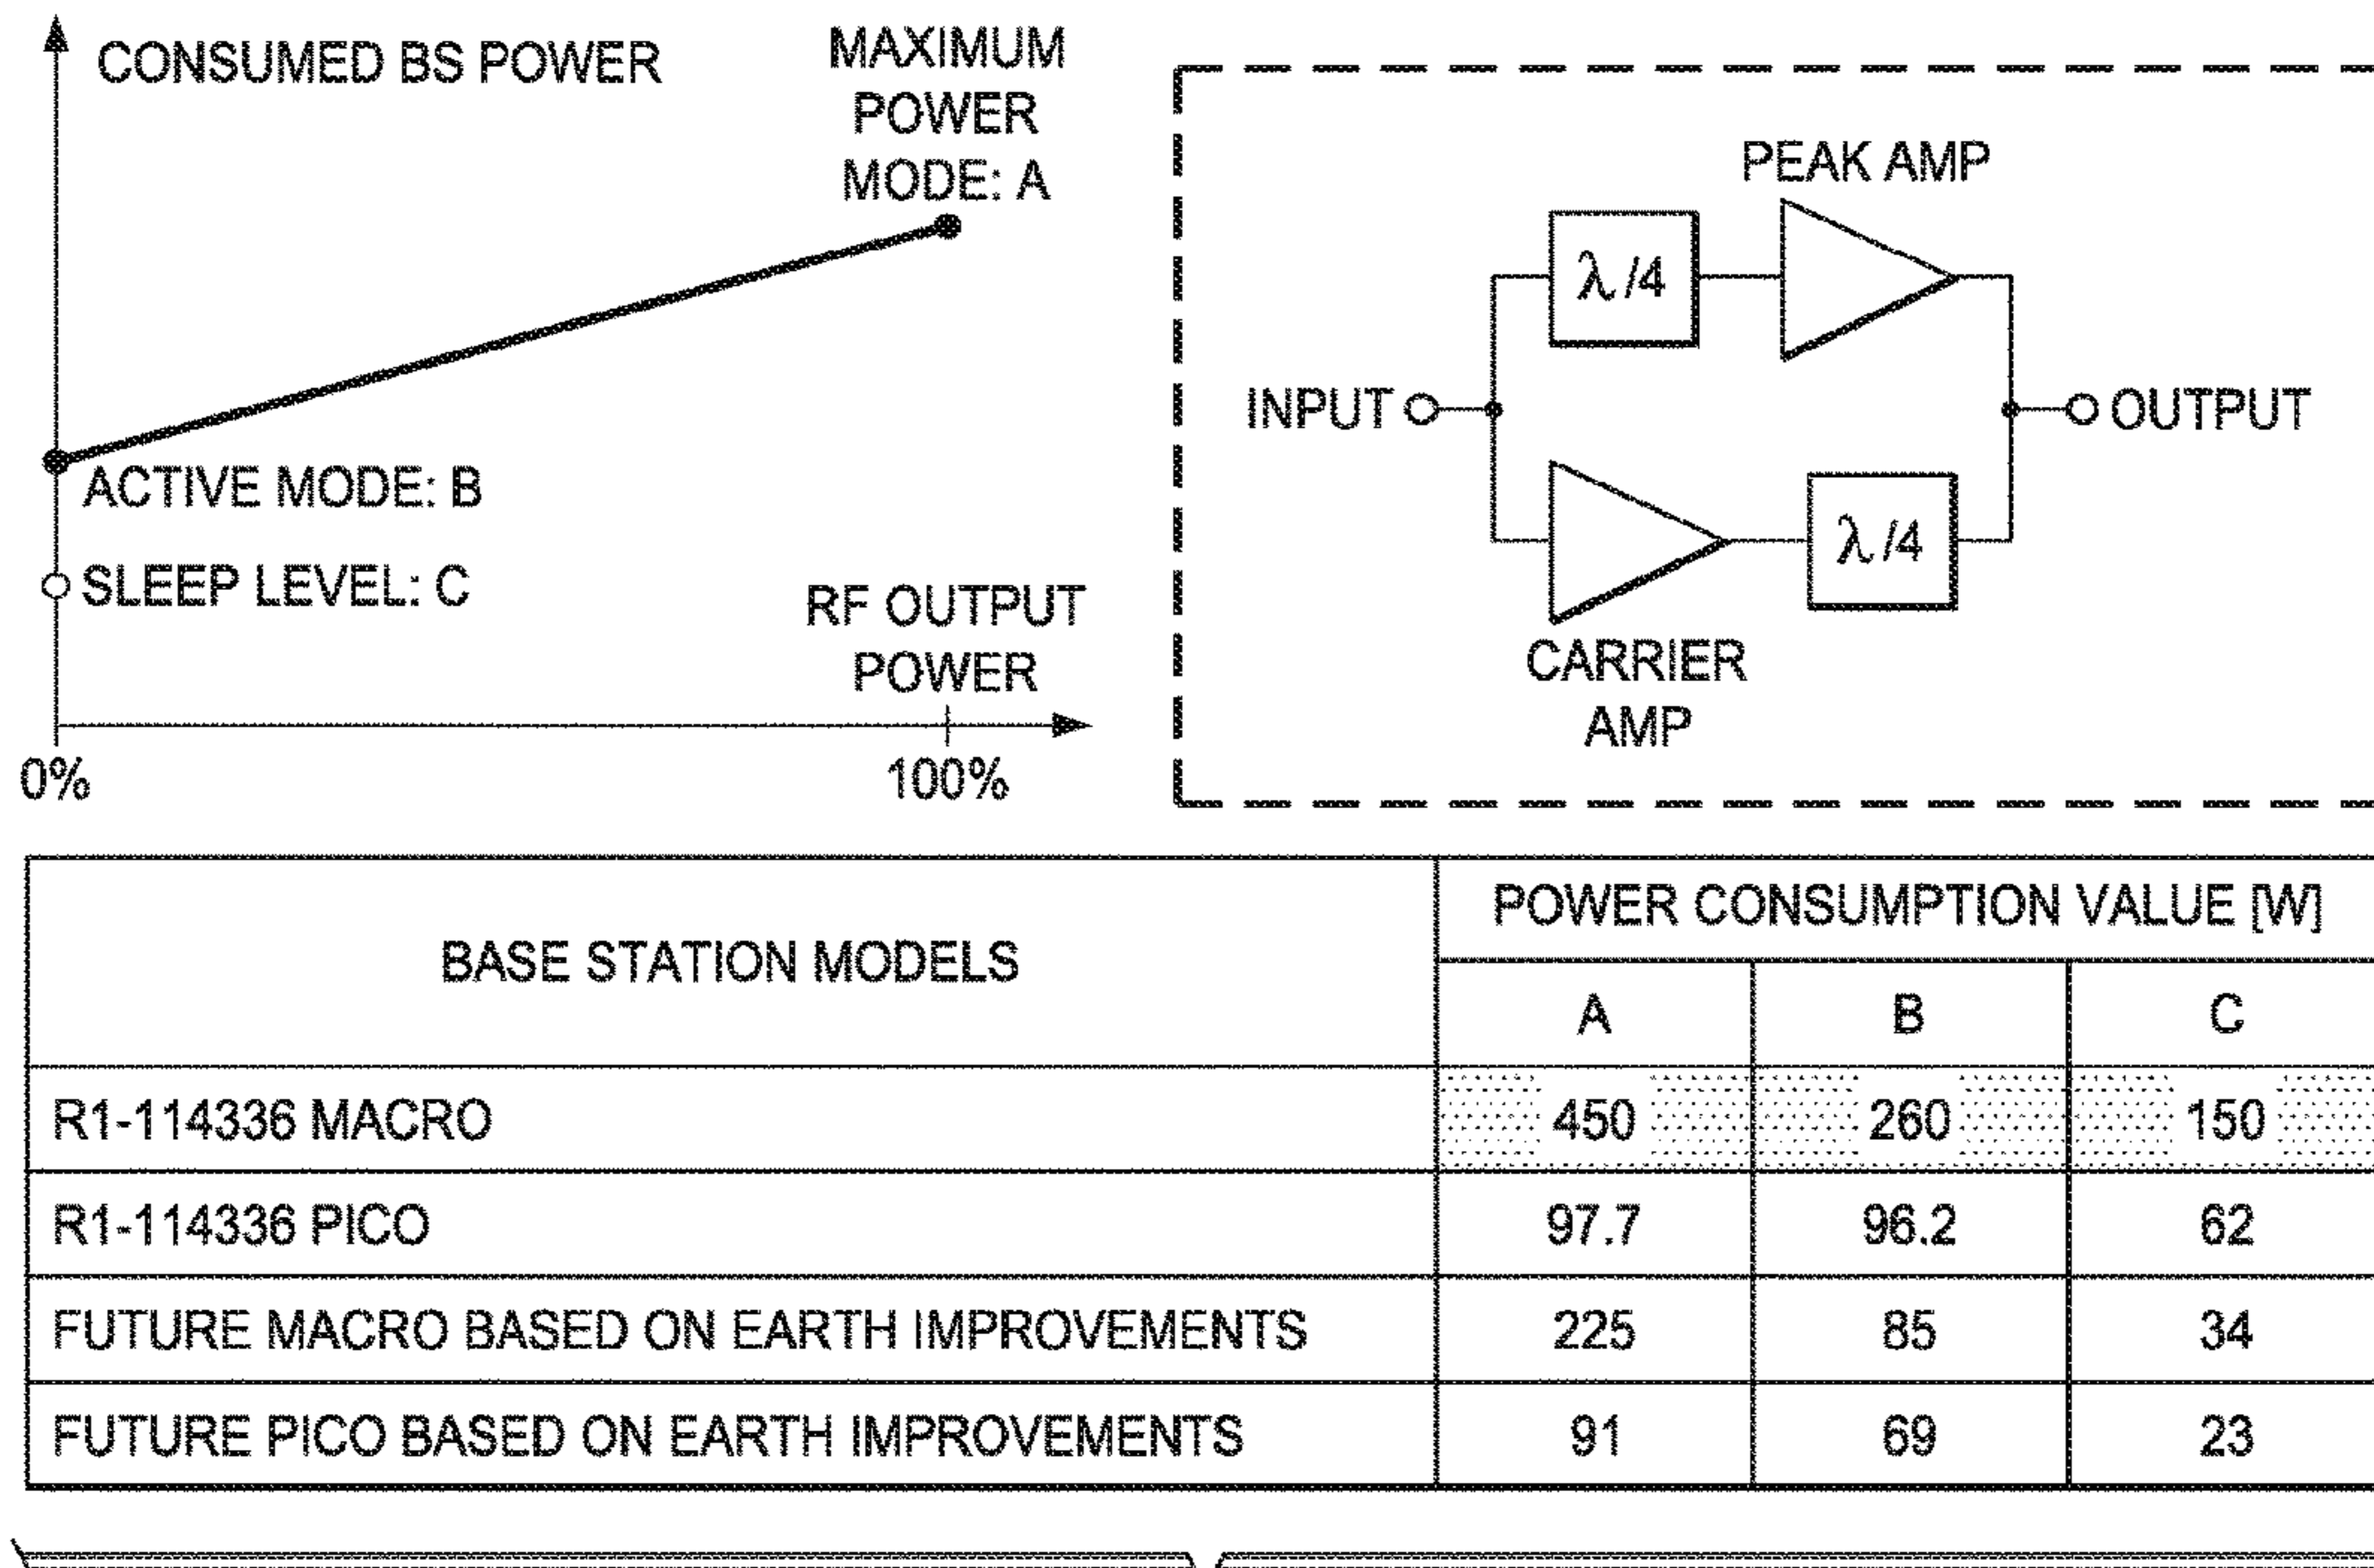 CONSUMED BS POWER
MAXIMUM
POWER
MODE: A
ACTIVE MODE: B
SLEEP LEVEL: C
RF OUTPUT
POWER
0%
100%
PEAK AMP
λ/4
INPUT
OUTPUT
λ/4
CARRIER
AMP
BASE STATION MODELS
POWER CONSUMPTION VALUE [W]
A B C
R1-114336 MACRO 450 260 150
R1-114336 PICO 97.7 96.2 62
FUTURE MACRO BASED ON EARTH IMPROVEMENTS 225 85 34
FUTURE PICO BASED ON EARTH IMPROVEMENTS 91 69 23